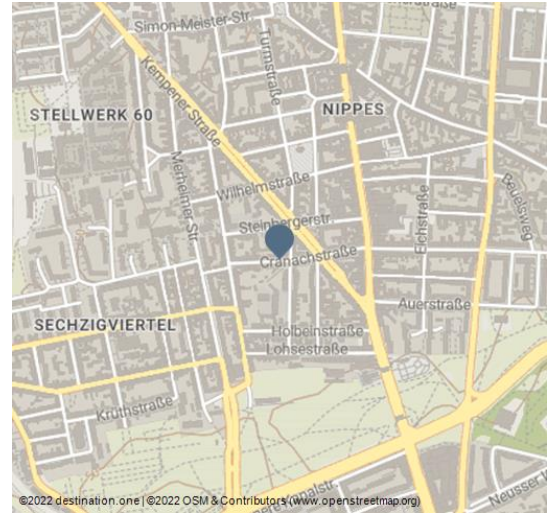 Simon-Meister-Str.
Turmstraße
Kempener Straße
STELLWERK 60
NIPPES
Merheimer Str.
Wilhelmstraße
Steinbergerstr.
Eichstraße
Beuelsweg
Cranachstraße
Auerstraße
SECHZIGVIERTEL
Holbeinstraße
Lohsestraße
Krüthstraße
©2022 destination.one | ©2022 OSM & Contributors (www.openstreetmap.org)